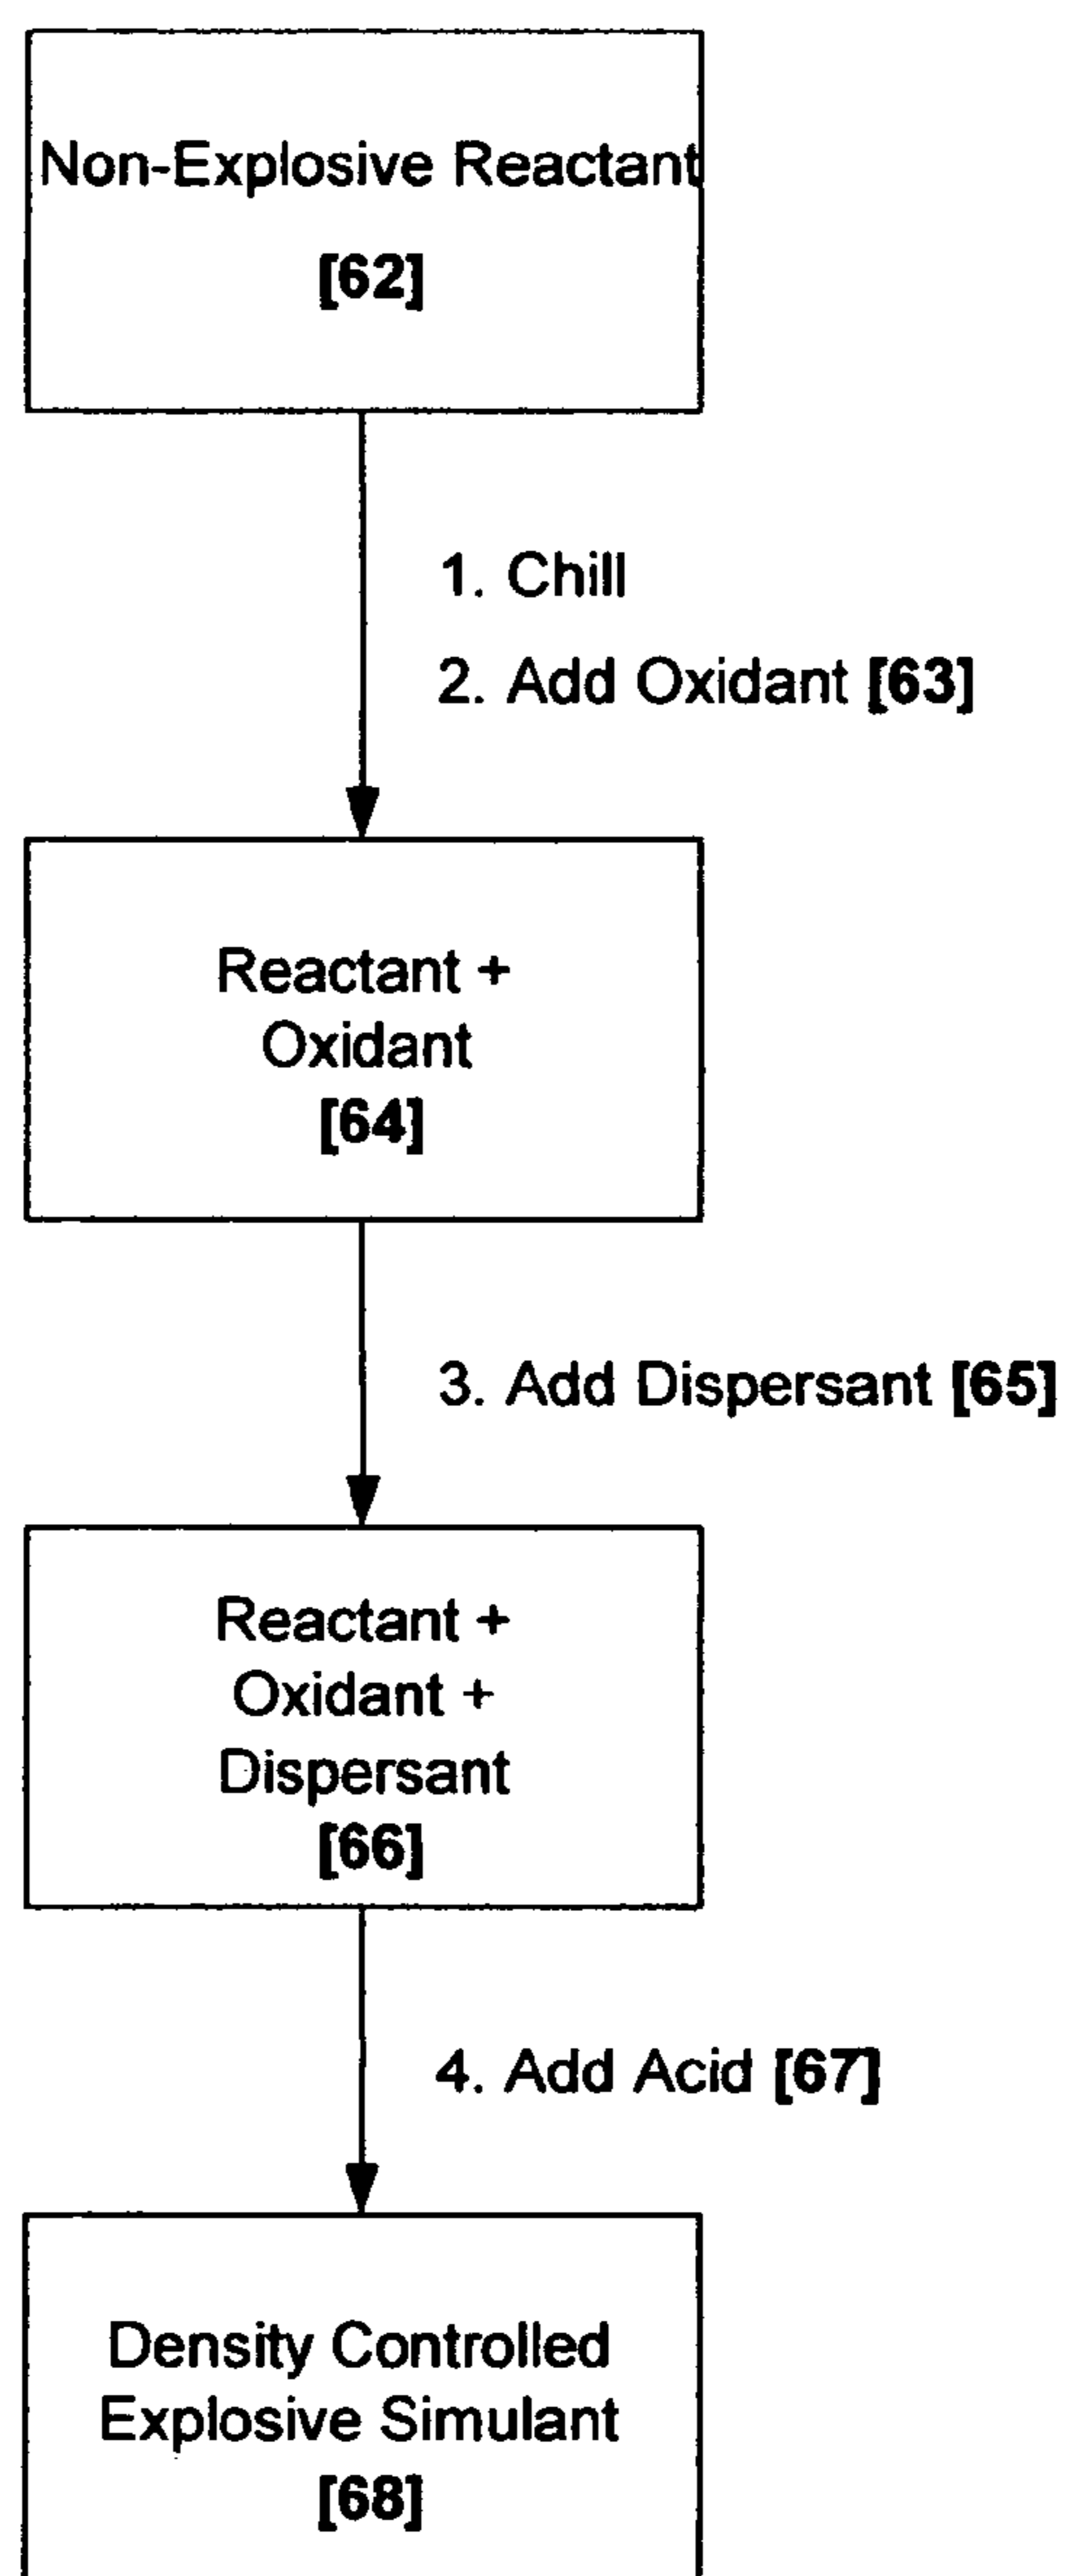 Non-Explosive Reactant
[62]
1. Chill
2. Add Oxidant [63]
Reactant +
Oxidant
[64]
3. Add Dispersant [65]
Reactant +
Oxidant +
Dispersant
[66]
4. Add Acid [67]
Density Controlled
Explosive Simulant
[68]